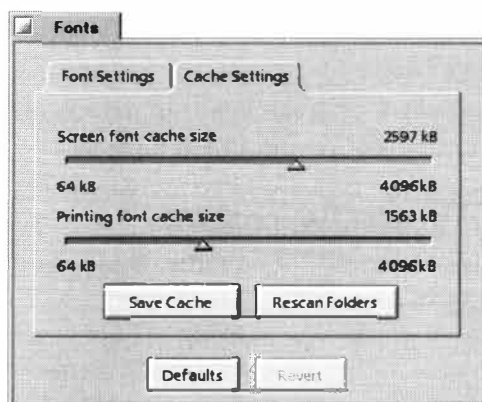 Fonts
Font Settings Cache Settings
Screen font cache size 2597 kB
64 kB 4096kB
Printing font cache size 1563 kB
64 kB 4096kB
Save Cache Rescan Folders
Defaults Revert